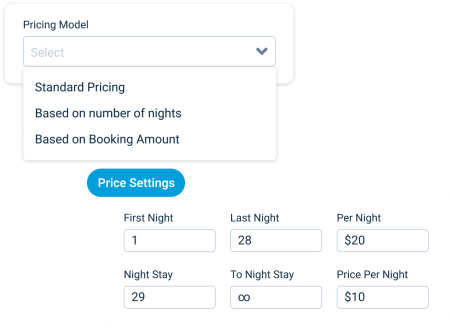 Pricing Model
Select
Standard Pricing
Based on number of nights
Based on Booking Amount
Price Settings
First Night Last Night Per Night
1 28 $20
Night Stay To Night Stay Price Per Night
29 ∞ $10